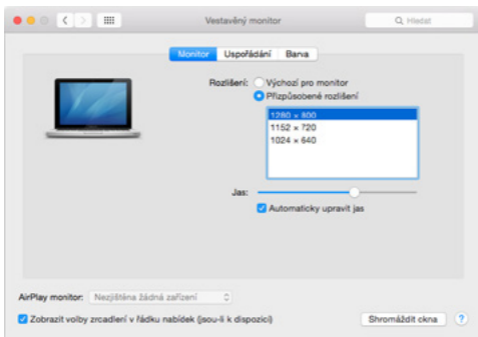 Vestavěný monitor
Hledat
Monitor Uspořádání Barva
Rozlišení: Výchozí pro monitor
Přizpůsobené rozlišení
1280 × 800
1152 × 720
1024 × 640
Jas:
Automaticky upravit jas
AirPlay monitor: Nezjištěna žádná zařízení
Zobrazit volby zrcadlení v řádku nabídek (jsou-li k dispozici)
Shromáždit okna ?